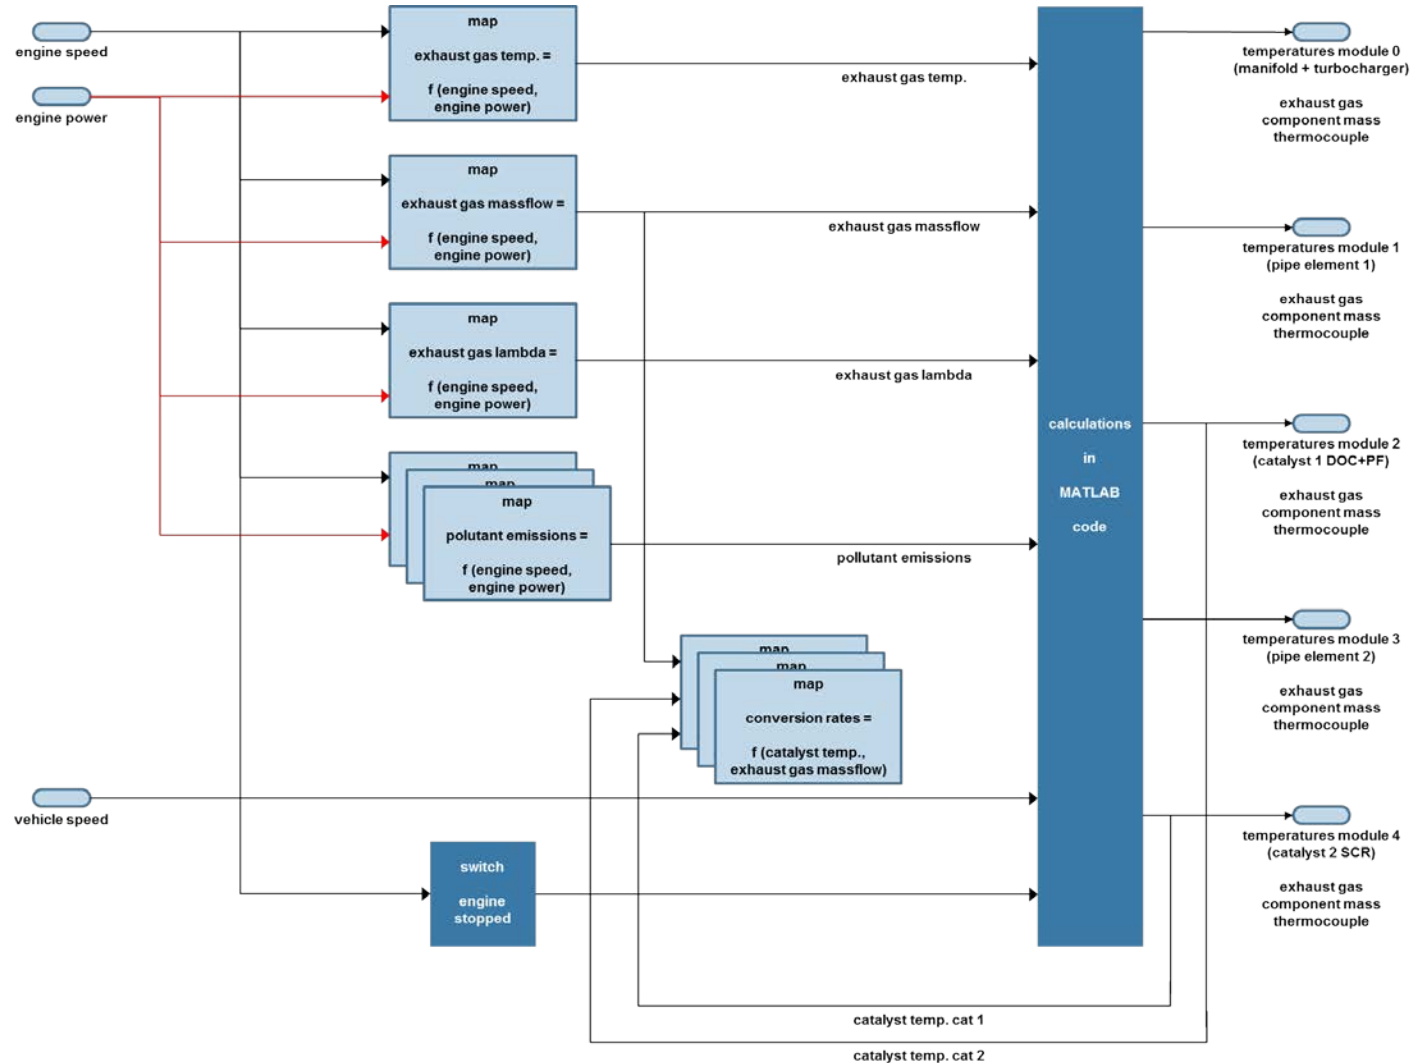 engine speed
engine power
map
exhaust gas temp. =
f (engine speed,
engine power)
exhaust gas temp.
map
exhaust gas massflow =
f (engine speed,
engine power)
exhaust gas massflow
map
exhaust gas lambda =
f (engine speed,
engine power)
exhaust gas lambda
map
map
map
polutant emissions =
f (engine speed,
engine power)
pollutant emissions
map
map
map
conversion rates =
f (catalyst temp.,
exhaust gas massflow)
vehicle speed
switch
engine
stopped
calculations
in
MATLAB
code
temperatures module 0
(manifold + turbocharger)
exhaust gas
component mass
thermocouple
temperatures module 1
(pipe element 1)
exhaust gas
component mass
thermocouple
temperatures module 2
(catalyst 1 DOC+PF)
exhaust gas
component mass
thermocouple
temperatures module 3
(pipe element 2)
exhaust gas
component mass
thermocouple
temperatures module 4
(catalyst 2 SCR)
exhaust gas
component mass
thermocouple
catalyst temp. cat 1
catalyst temp. cat 2